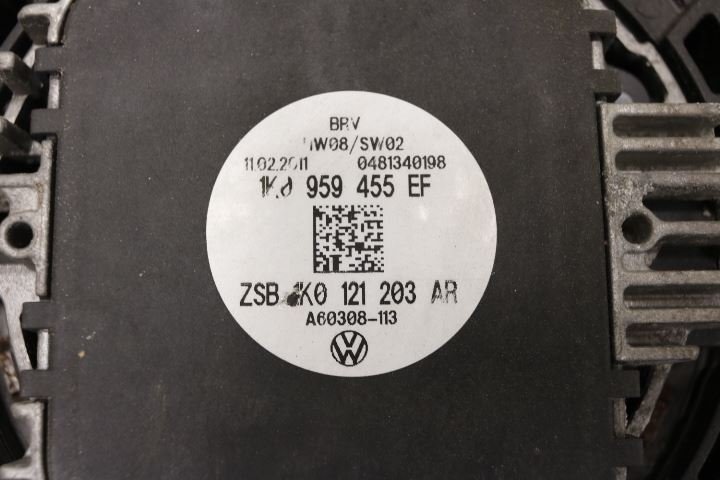 BRV
HW08/SW02
11.02.2011 0481340198
1K0 959 455 EF
ZSB 1K0 121 203 AR
A60308-113